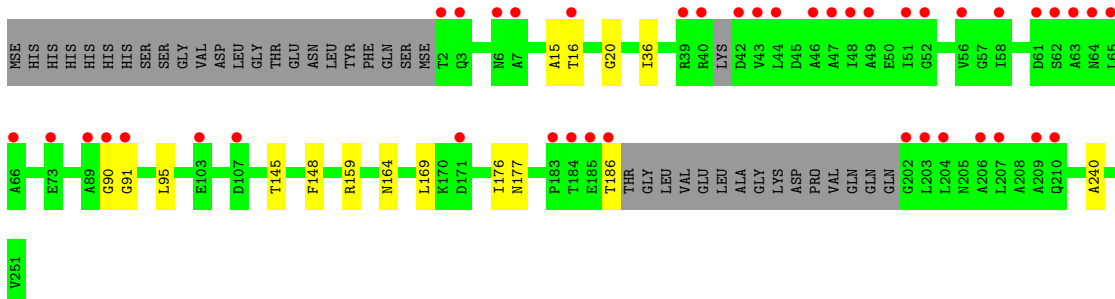 MSE HIS HIS HIS HIS HIS HIS SER SER GLY VAL ASP LEU GLY THR GLU ASN LEU TYR PHE GLN SER MSE T2 Q3 N6 A7 A15 T16 G20 I36 R39 R40 LYS D42 V43 L44 D45 A46 A47 I48 A49 E50 I51 G52 V56 G57 I58 D61 S62 A63 N64 L65
A66 E73 A89 G90 G91 L95 E103 D107 T145 F148 R159 N164 L169 K170 D171 I176 N177 P183 T184 E185 T186 THR GLY LEU VAL GLU LEU ALA GLY LYS ASP PRO VAL GLN GLN GLN G202 L203 L204 N205 A206 L207 A208 A209 Q210 A240
V251